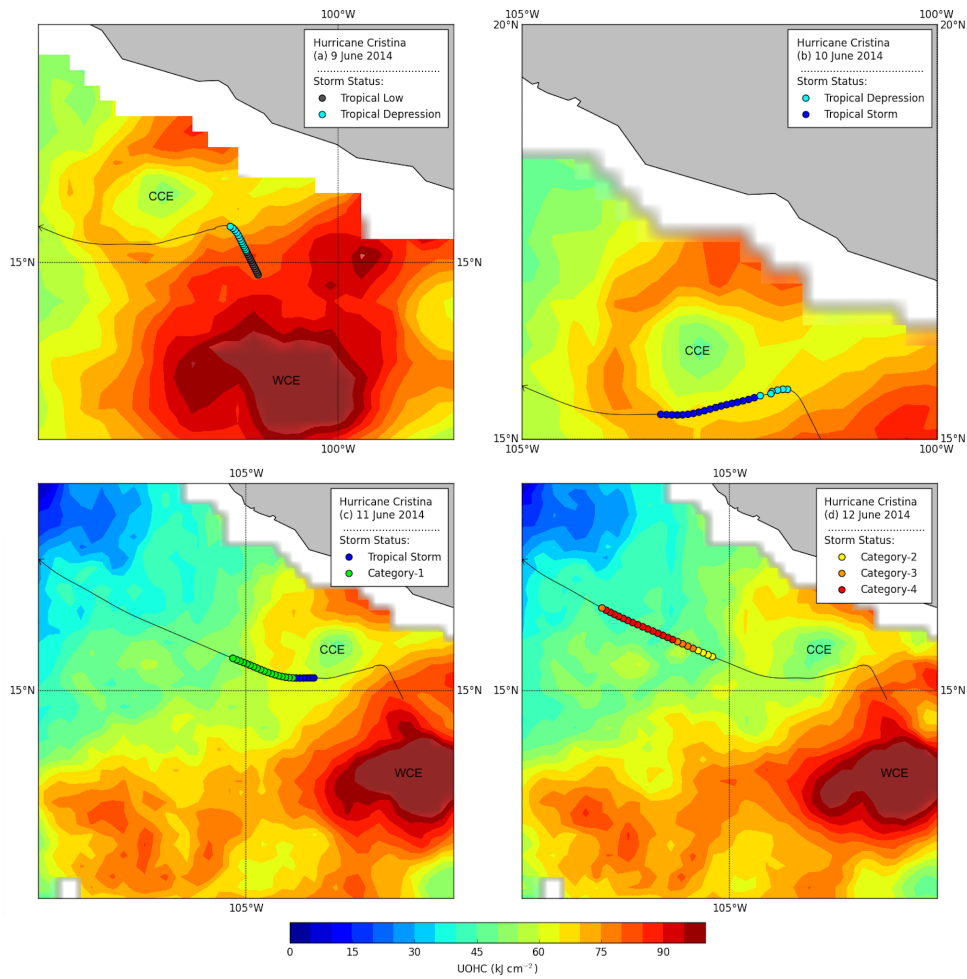 100°W
Hurricane Cristina
(a) 9 June 2014
Storm Status:
Tropical Low
Tropical Depression
CCE
WCE
15°N
100°W
105°W
100°W
20°N
20°N
Hurricane Cristina
(b) 10 June 2014
Storm Status:
Tropical Depression
Tropical Storm
CCE
15°N
15°N
105°W
100°W
105°W
Hurricane Cristina
(c) 11 June 2014
Storm Status:
Tropical Storm
Category-1
CCE
WCE
15°N
15°N
105°W
105°W
Hurricane Cristina
(d) 12 June 2014
Storm Status:
Category-2
Category-3
Category-4
CCE
WCE
15°N
105°W
0 15 30 45 60 75 90
UOHC (kJ cm⁻²)